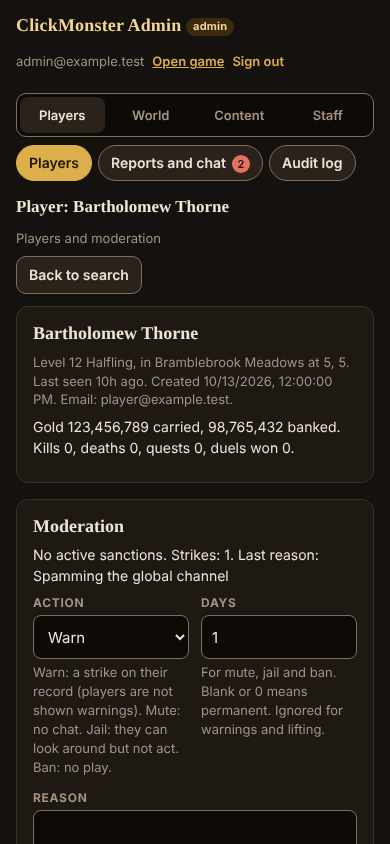 ClickMonster Admin admin
admin@example.test Open game Sign out
Players World Content Staff
Players Reports and chat 2 Audit log
Player: Bartholomew Thorne
Players and moderation
Back to search
Bartholomew Thorne
Level 12 Halfling, in Bramblebrook Meadows at 5, 5.
Last seen 10h ago. Created 10/13/2026, 12:00:00
PM. Email: player@example.test.
Gold 123,456,789 carried, 98,765,432 banked.
Kills 0, deaths 0, quests 0, duels won 0.
Moderation
No active sanctions. Strikes: 1. Last reason:
Spamming the global channel
ACTION
Warn
Warn: a strike on their
record (players are not
shown warnings). Mute:
no chat. Jail: they can
look around but not act.
Ban: no play.
DAYS
1
For mute, jail and ban.
Blank or 0 means
permanent. Ignored for
warnings and lifting.
REASON